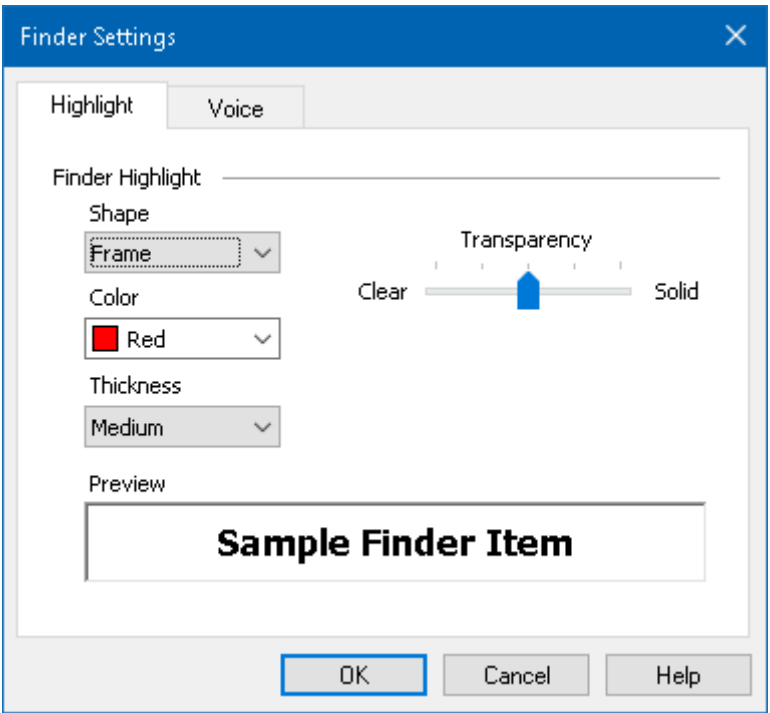 Finder Settings
Highlight Voice
Finder Highlight
Shape
Frame
Transparency
Clear Solid
Color
Red
Thickness
Medium
Preview
Sample Finder Item
OK Cancel Help